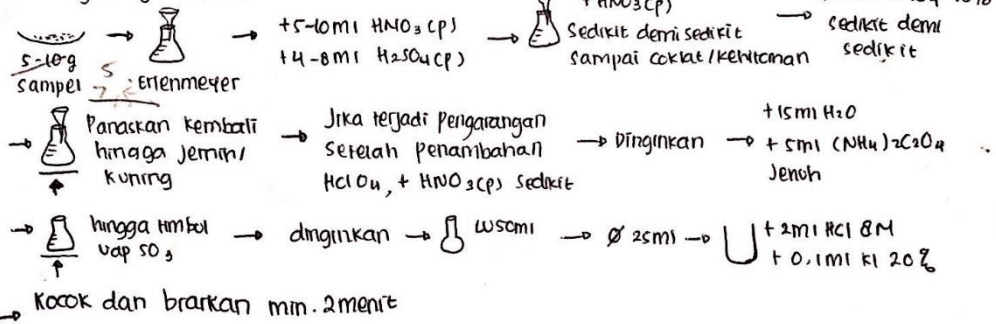 + HNO3(p)
5-10g
sampel
5
Erlenmeyer
+5-10ml HNO3 (p)
+4-8ml H2SO4(p)
Sedikit demi sedikit
sampai coklat/kehitaman
sedikit demi
sedikit
Panaskan kembali
hingga jernih/
kuning
Jika terjadi pengarangan
setelah penambahan
HClO4, + HNO3(p) sedikit
Dinginkan
+15ml H2O
+ 5ml (NH4)2C2O4
Jenuh
hingga timbul
uap SO3
dinginkan
LU50ml
Ø 25ml
+ 2ml HCl 8M
+ 0,1ml KI 20%
Kocok dan biarkan min. 2menit